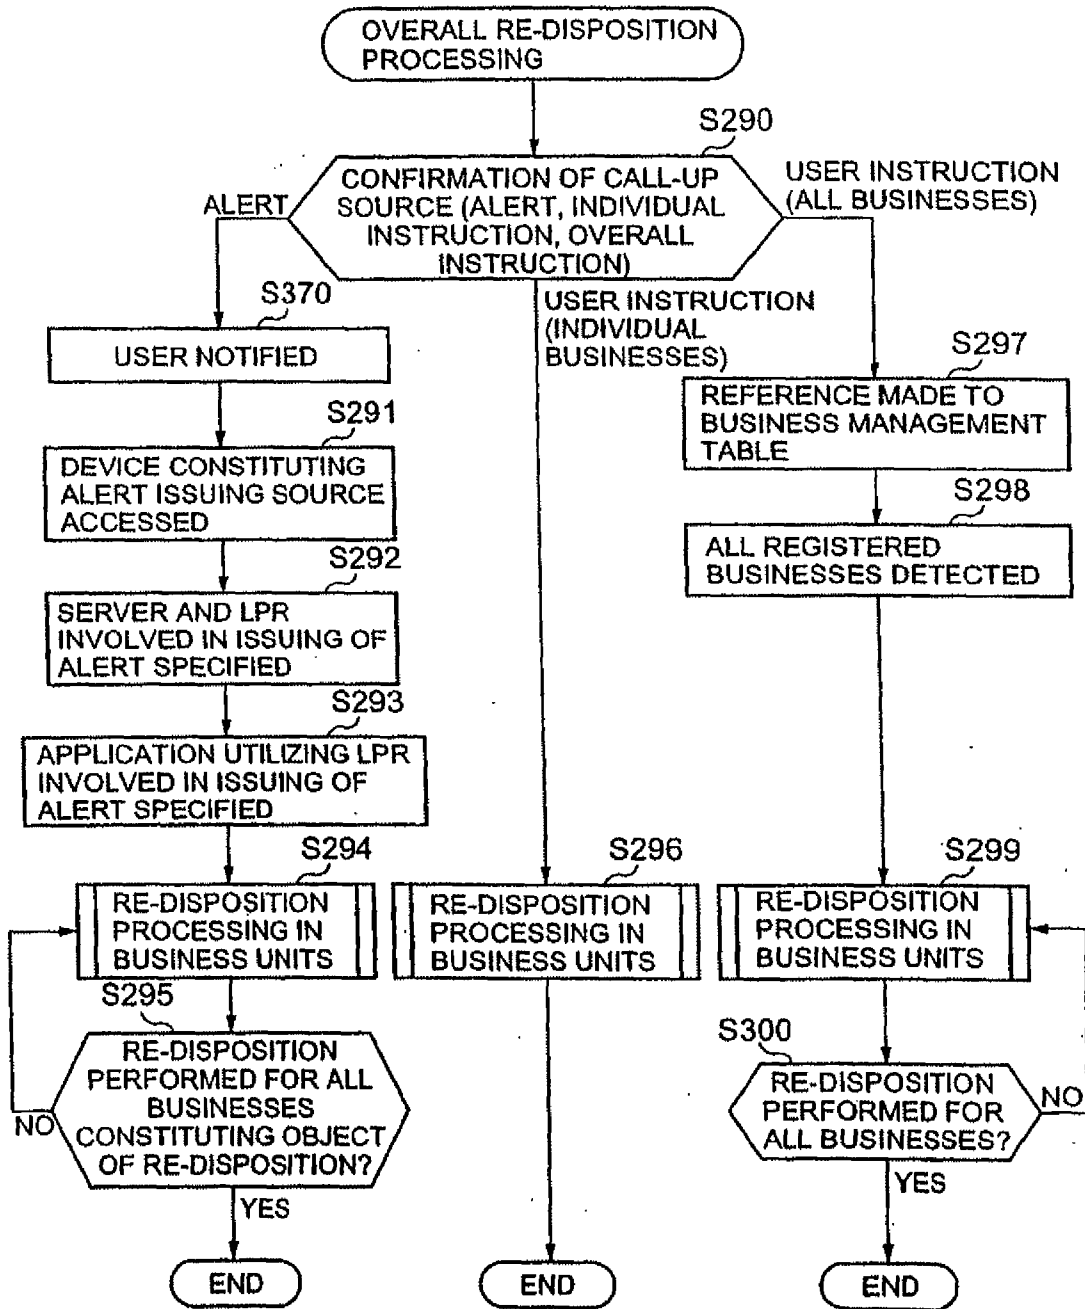 OVERALL RE-DISPOSITION
PROCESSING
S290
CONFIRMATION OF CALL-UP
SOURCE (ALERT, INDIVIDUAL
INSTRUCTION, OVERALL
INSTRUCTION)
ALERT
USER INSTRUCTION
(ALL BUSINESSES)
USER INSTRUCTION
(INDIVIDUAL
BUSINESSES)
S370
USER NOTIFIED
S291
DEVICE CONSTITUTING
ALERT ISSUING SOURCE
ACCESSED
S292
SERVER AND LPR
INVOLVED IN ISSUING OF
ALERT SPECIFIED
S293
APPLICATION UTILIZING LPR
INVOLVED IN ISSUING OF
ALERT SPECIFIED
S294
RE-DISPOSITION
PROCESSING IN
BUSINESS UNITS
S295
RE-DISPOSITION
PERFORMED FOR ALL
BUSINESSES
CONSTITUTING OBJECT
OF RE-DISPOSITION?
NO
YES
END
S296
RE-DISPOSITION
PROCESSING IN
BUSINESS UNITS
END
S297
REFERENCE MADE TO
BUSINESS MANAGEMENT
TABLE
S298
ALL REGISTERED
BUSINESSES DETECTED
S299
RE-DISPOSITION
PROCESSING IN
BUSINESS UNITS
S300
RE-DISPOSITION
PERFORMED FOR
ALL BUSINESSES?
NO
YES
END